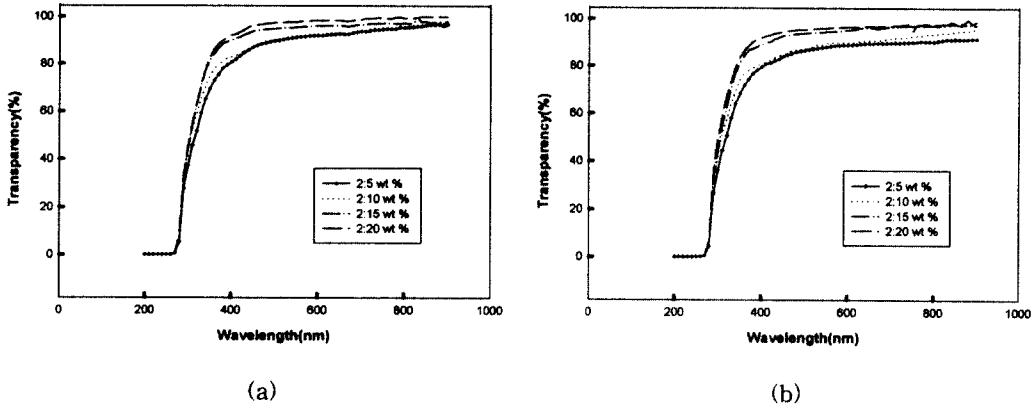 100
80
60
40
20
0
Transparency(%)
2:5 wt %
2:10 wt %
2:15 wt %
2:20 wt %
0 200 400 600 800 1000
Wavelength(nm)
(a)
100
80
60
40
20
0
Transparency(%)
2:5 wt %
2:10 wt %
2:15 wt %
2:20 wt %
0 200 400 600 800 1000
Wavelength(nm)
(b)